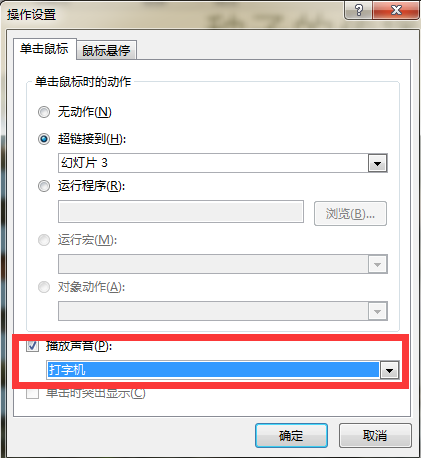 操作设置
单击鼠标 鼠标悬停
单击鼠标时的动作
无动作(N)
超链接到(H):
幻灯片 3
运行程序(R):
浏览(B)...
运行宏(M):
对象动作(A):
播放声音(P):
打字机
单击时突出显示(C)
确定 取消